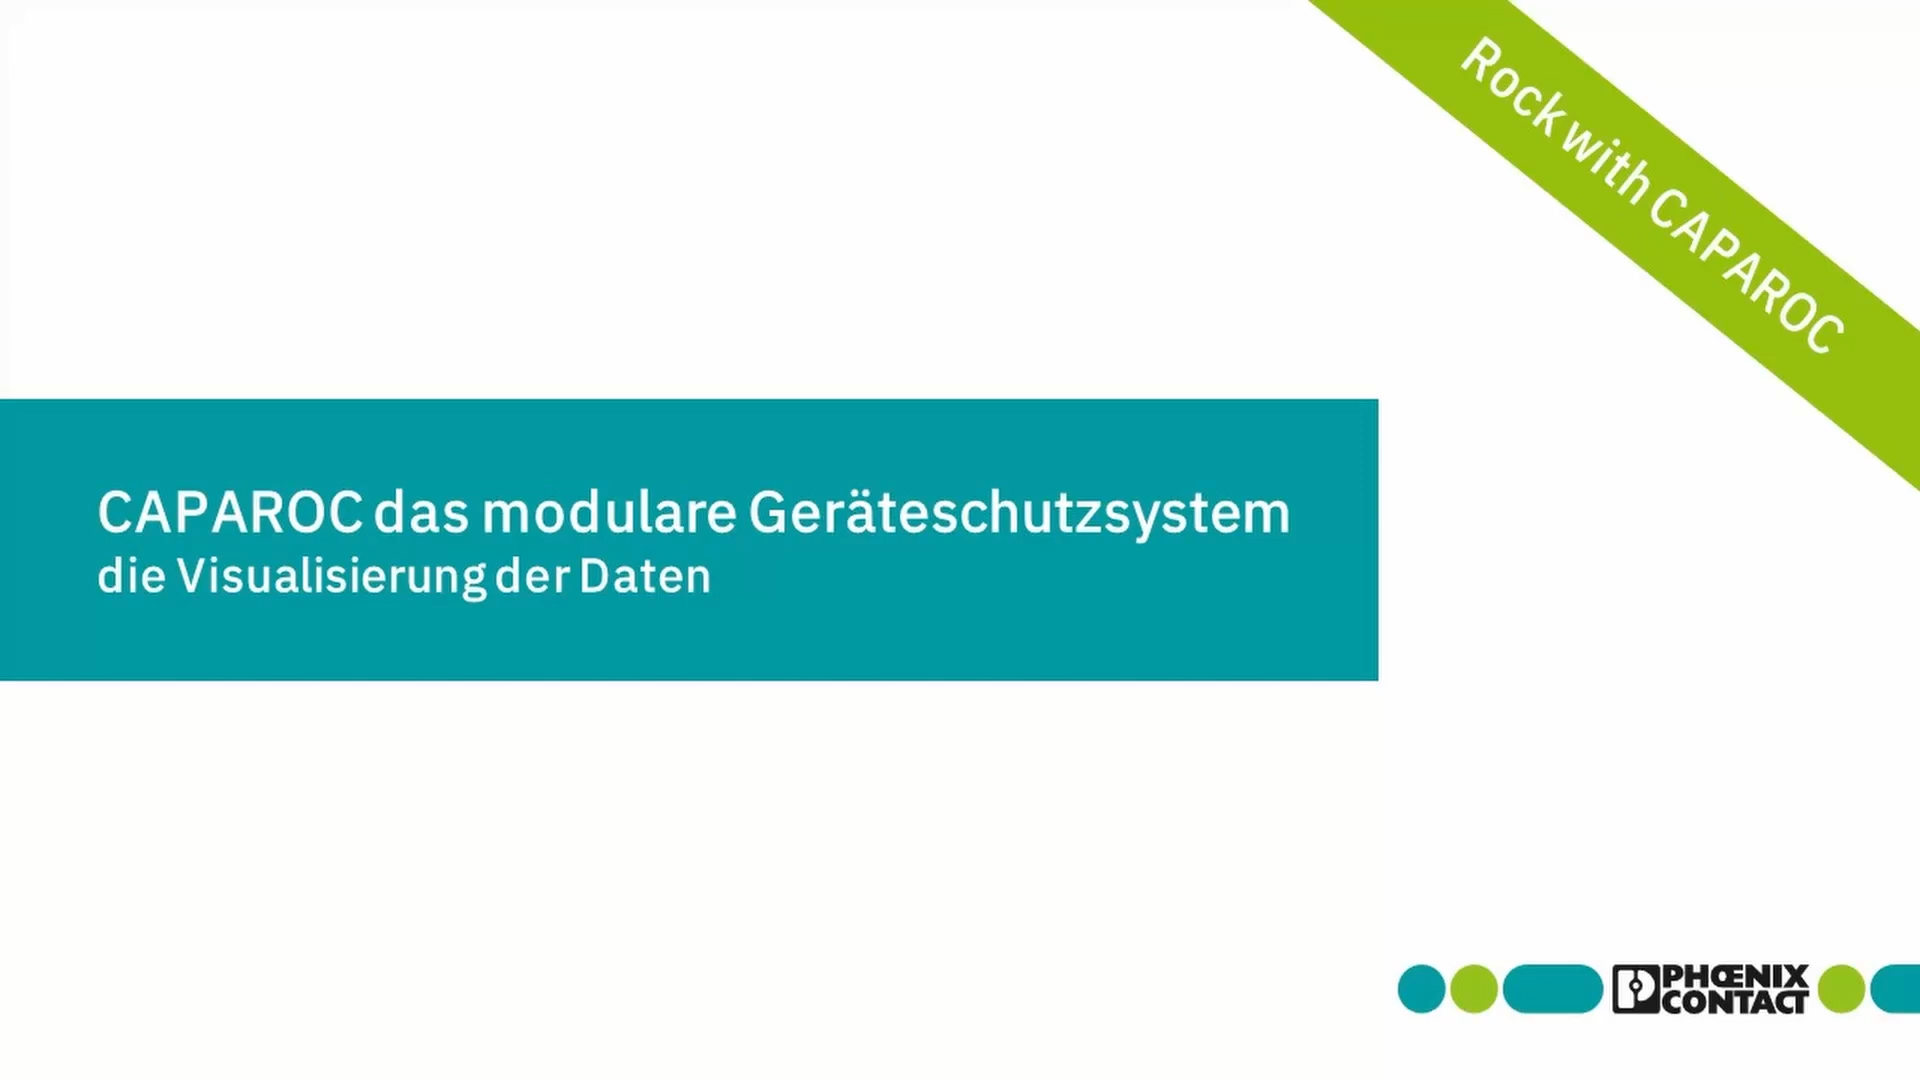 Rock with CAPAROC
CAPAROC das modulare Geräteschutzsystem
die Visualisierung der Daten
PHŒNIX
CONTACT